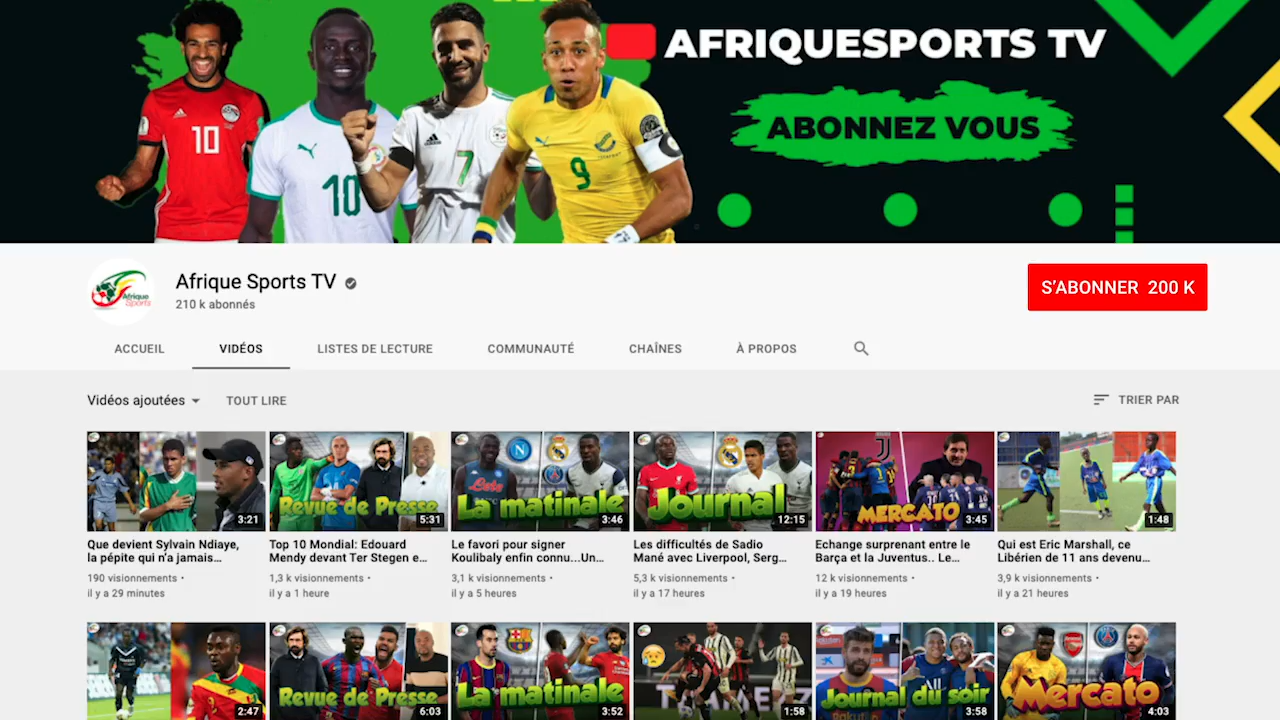 AFRIQUESPORTS TV
ABONNEZ VOUS
10
10
7
9
Afrique Sports
Afrique Sports TV
210 k abonnés
S'ABONNER 200 K
ACCUEIL VIDÉOS LISTES DE LECTURE COMMUNAUTÉ CHAÎNES À PROPOS
Vidéos ajoutées TOUT LIRE TRIER PAR
3:21
Revue de Presse
5:31
La matinale
3:46
Journal
12:15
MERCATO
3:45
1:48
Que devient Sylvain Ndiaye,
la pépite qui n'a jamais...
190 visionnements •
il y a 29 minutes
Top 10 Mondial: Edouard
Mendy devant Ter Stegen e...
1,3 k visionnements •
il y a 1 heure
Le favori pour signer
Koulibaly enfin connu...Un...
3,1 k visionnements •
il y a 5 heures
Les difficultés de Sadio
Mané avec Liverpool, Serg...
5,3 k visionnements •
il y a 17 heures
Echange surprenant entre le
Barça et la Juventus.. Le...
12 k visionnements •
il y a 19 heures
Qui est Eric Marshall, ce
Libérien de 11 ans devenu...
3,9 k visionnements •
il y a 21 heures
2:47
Revue de Presse
6:03
La matinale
3:52
1:58
Journal du soir
3:58
Mercato
4:03